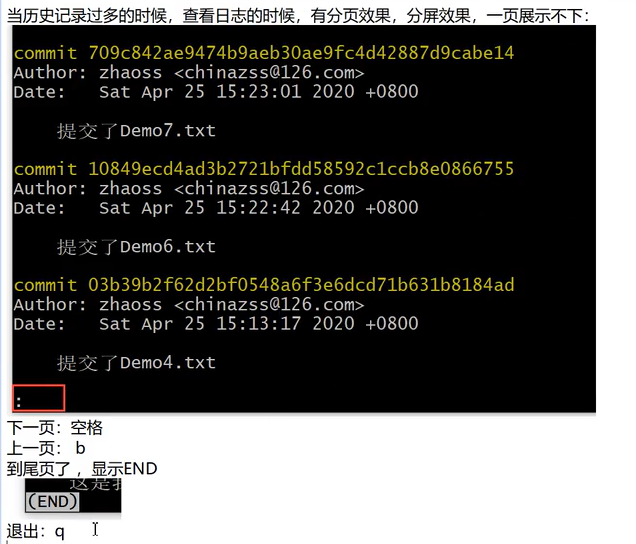 当历史记录过多的时候，查看日志的时候，有分页效果，分屏效果，一页展示不下：
commit 709c842ae9474b9aeb30ae9fc4d42887d9cabe14
Author: zhaoss <chinazss@126.com>
Date:   Sat Apr 25 15:23:01 2020 +0800
提交了Demo7.txt
commit 10849ecd4ad3b2721bfdd58592c1ccb8e0866755
Author: zhaoss <chinazss@126.com>
Date:   Sat Apr 25 15:22:42 2020 +0800
提交了Demo6.txt
commit 03b39b2f62d2bf0548a6f3e6dcd71b631b8184ad
Author: zhaoss <chinazss@126.com>
Date:   Sat Apr 25 15:13:17 2020 +0800
提交了Demo4.txt
:
下一页：空格
上一页： b
到尾页了，显示END
这是
(END)
退出：q